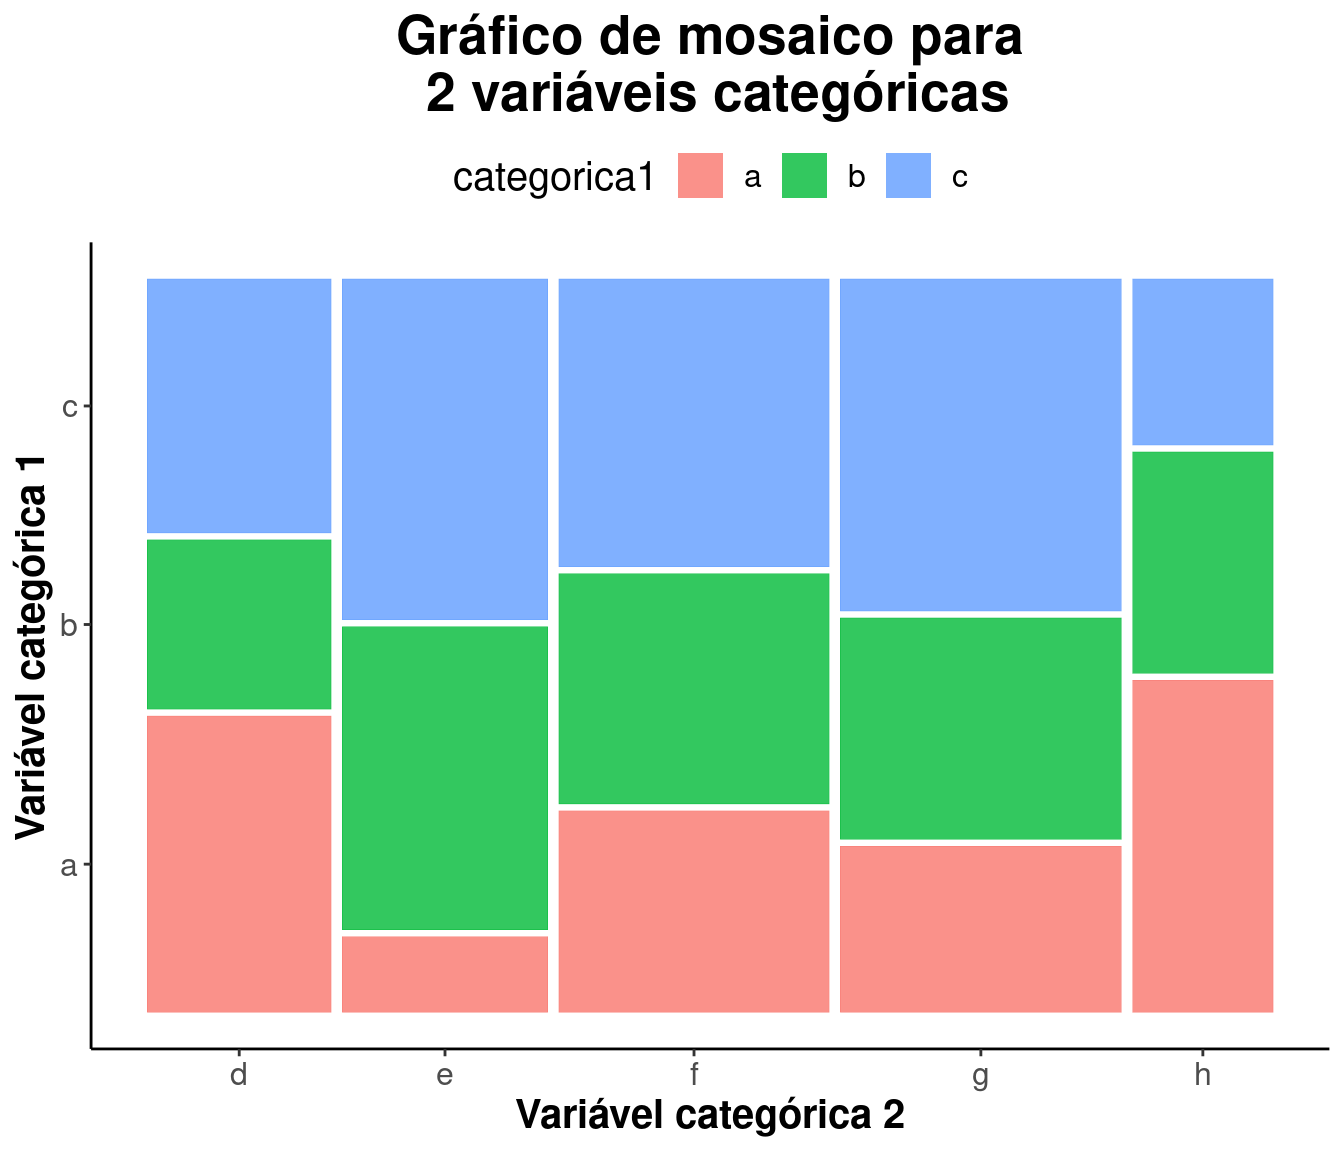 Gráfico de mosaico para
2 variáveis categóricas
categorica1 a b c
Variável categórica 1
c
b
a
d e f g h
Variável categórica 2